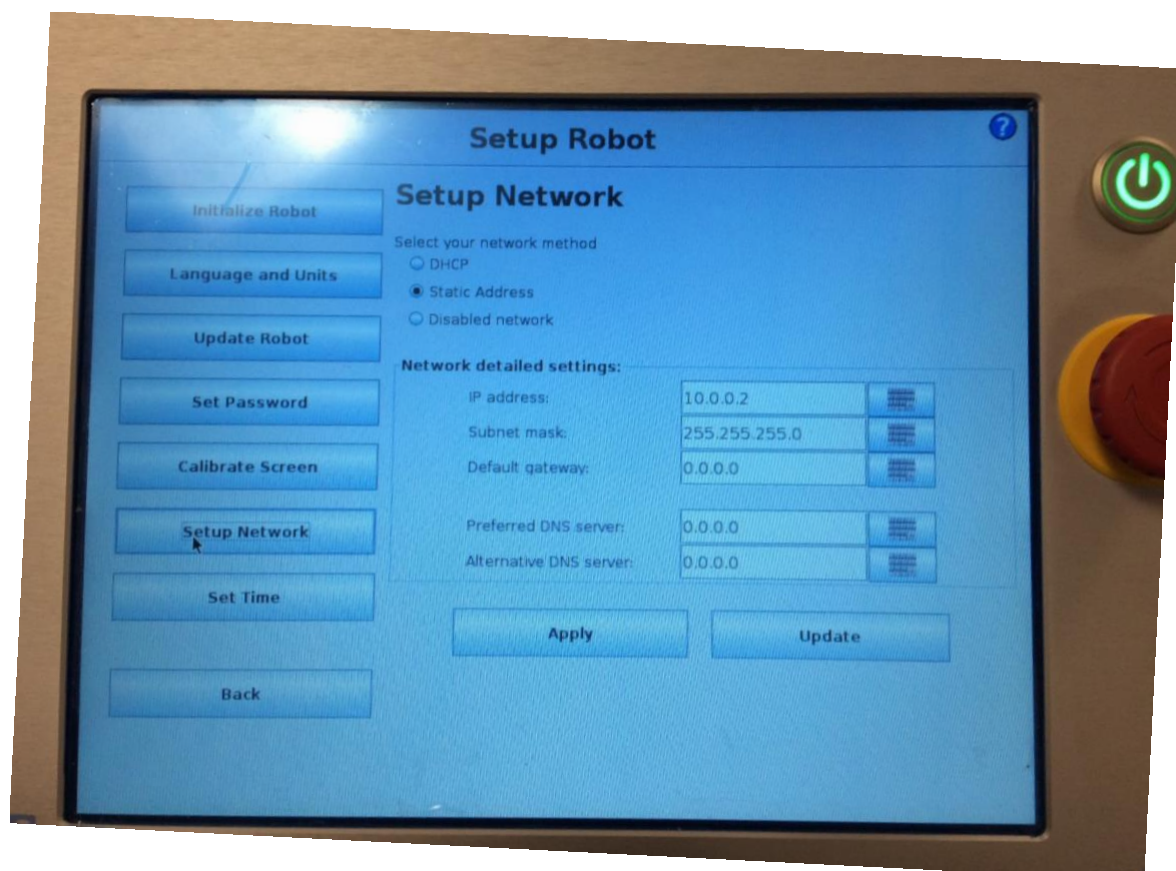 Setup Robot
?
Initialize Robot
Language and Units
Update Robot
Set Password
Calibrate Screen
Setup Network
Set Time
Back
Setup Network
Select your network method
DHCP
Static Address
Disabled network
Network detailed settings:
IP address: 10.0.0.2
Subnet mask: 255.255.255.0
Default gateway: 0.0.0.0
Preferred DNS server: 0.0.0.0
Alternative DNS server: 0.0.0.0
Apply Update